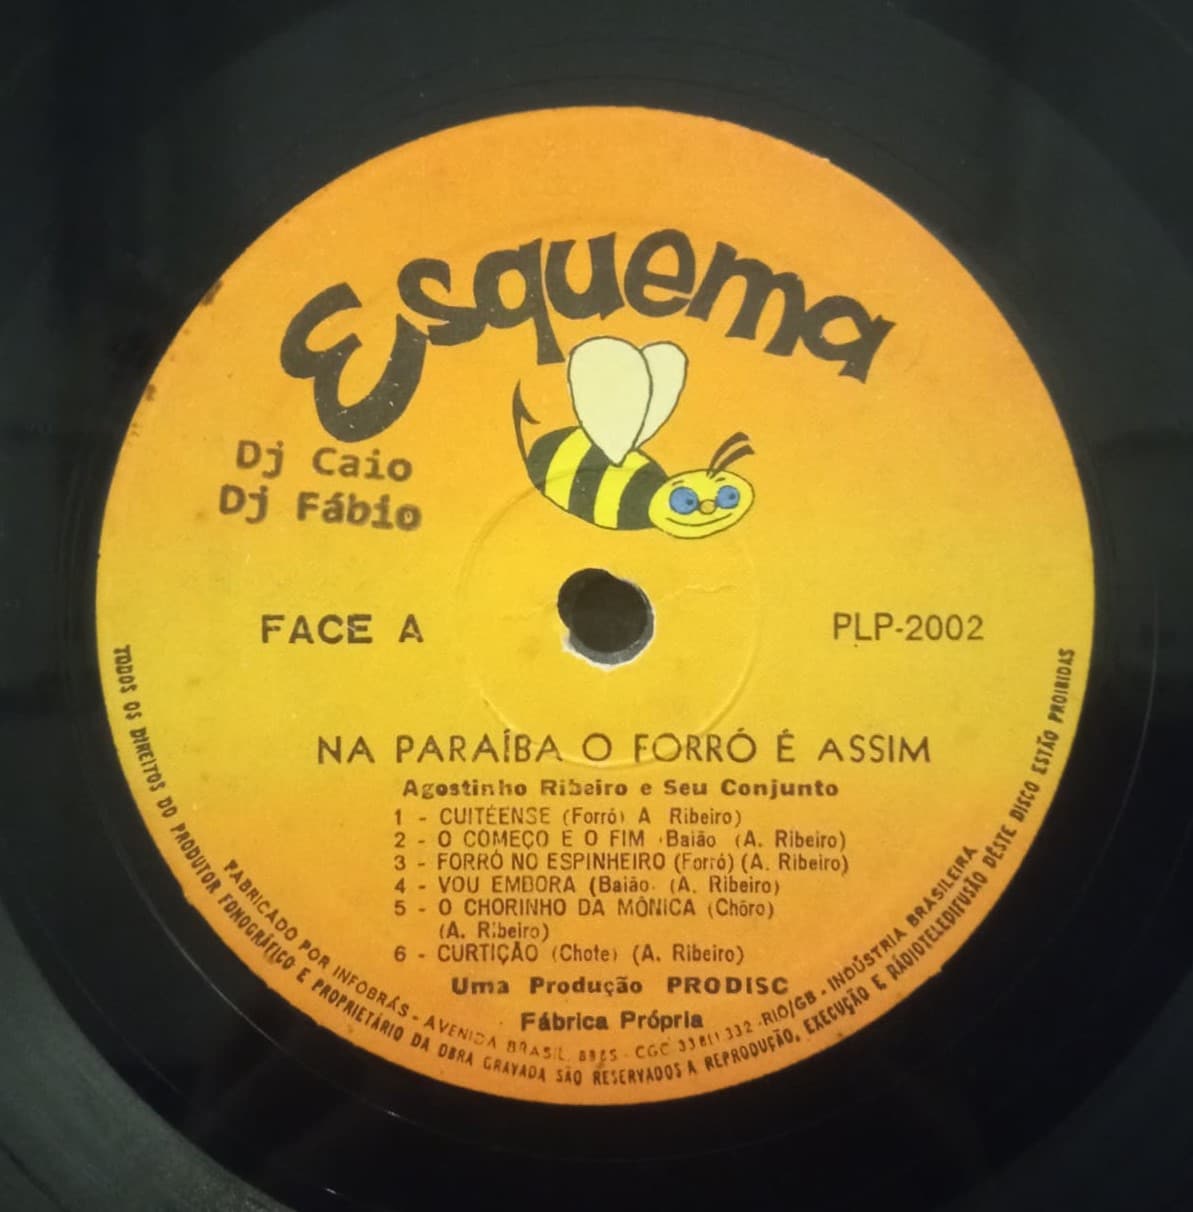 Esquema
Dj Caio
Dj Fábio
FACE A
PLP-2002
NA PARAÍBA O FORRÓ É ASSIM
Agostinho Ribeiro e Seu Conjunto
1 - CUITÉENSE (Forró) A Ribeiro)
2 - O COMEÇO E O FIM Baião (A. Ribeiro)
3 - FORRÓ NO ESPINHEIRO (Forró) (A. Ribeiro)
4 - VOU EMBORA (Baião (A. Ribeiro)
5 - O CHORINHO DA MÔNICA (Chôro)
(A. Ribeiro)
6 - CURTIÇÃO (Chote) (A. Ribeiro)
Uma Produção PRODISC
Fábrica Própria
FABRICADO POR INFOBRÁS - AVENIDA BRASIL, - CGC 33811332 - RIO/GB - INDÚSTRIA BRASILEIRA
TODOS OS DIREITOS DO PRODUTOR FONOGRÁFICO E PROPRIETÁRIO DA OBRA GRAVADA SÃO RESERVADOS A REPRODUÇÃO, EXECUÇÃO E RÁDIOTELEDIFUSÃO DÊSTE DISCO ESTÃO PROIBIDAS